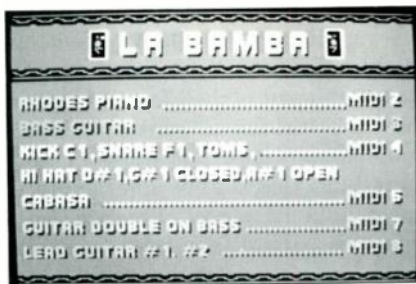 LA BAMBA
RHODES PIANO ..................MIDI 2
BASS GUITAR ...................MIDI 3
KICK C1, SNARE F1, TOMS, .............MIDI 4
HI HAT D#1, G#1 CLOSED, A#1 OPEN
CABASA ..........................MIDI 5
GUITAR DOUBLE ON BASS ...............MIDI 7
LEAD GUITAR #1, #2 .................MIDI 8